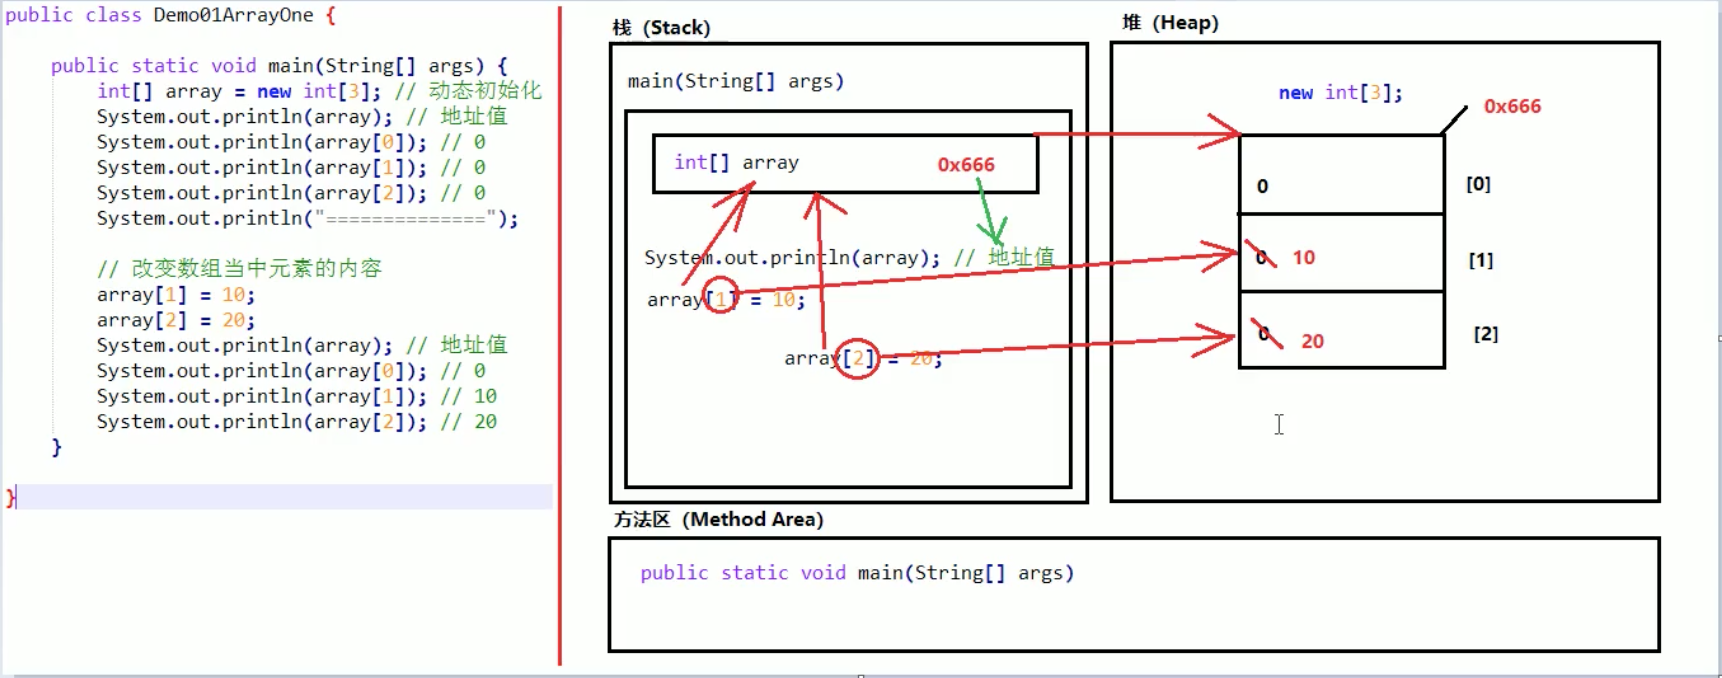 public class Demo01ArrayOne {
public static void main(String[] args) {
int[] array = new int[3]; // 动态初始化
System.out.println(array); // 地址值
System.out.println(array[0]); // 0
System.out.println(array[1]); // 0
System.out.println(array[2]); // 0
System.out.println("==============");
// 改变数组当中元素的内容
array[1] = 10;
array[2] = 20;
System.out.println(array); // 地址值
System.out.println(array[0]); // 0
System.out.println(array[1]); // 10
System.out.println(array[2]); // 20
}
}
栈（Stack）
main(String[] args)
int[] array 0x666
System.out.println(array); // 地址值
array[1] = 10;
array[2] = 20;
堆（Heap）
new int[3];
0x666
0 [0]
0 10 [1]
0 20 [2]
方法区（Method Area）
public static void main(String[] args)